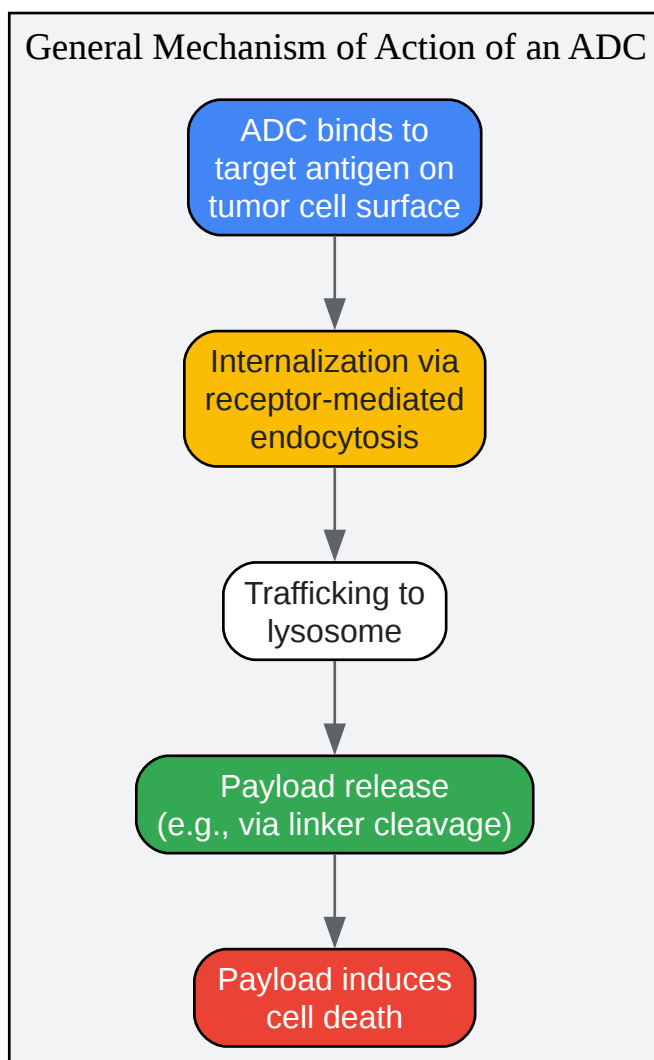 General Mechanism of Action of an ADC
ADC binds to
target antigen on
tumor cell surface
Internalization via
receptor-mediated
endocytosis
Trafficking to
lysosome
Payload release
(e.g., via linker cleavage)
Payload induces
cell death